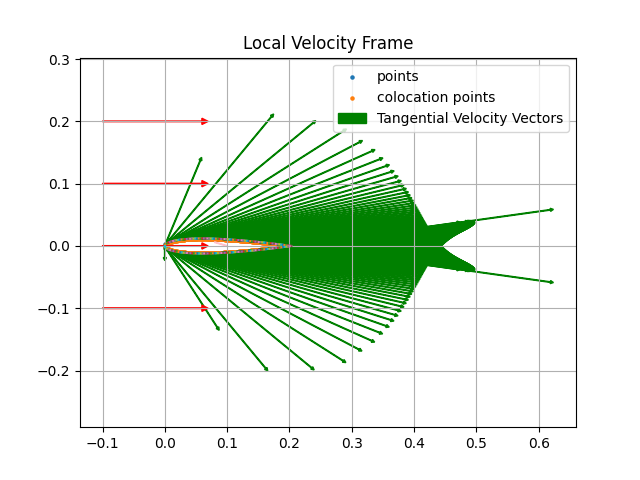 Local Velocity Frame
points
colocation points
Tangential Velocity Vectors
0.3
0.2
0.1
0.0
−0.1
−0.2
−0.1 0.0 0.1 0.2 0.3 0.4 0.5 0.6